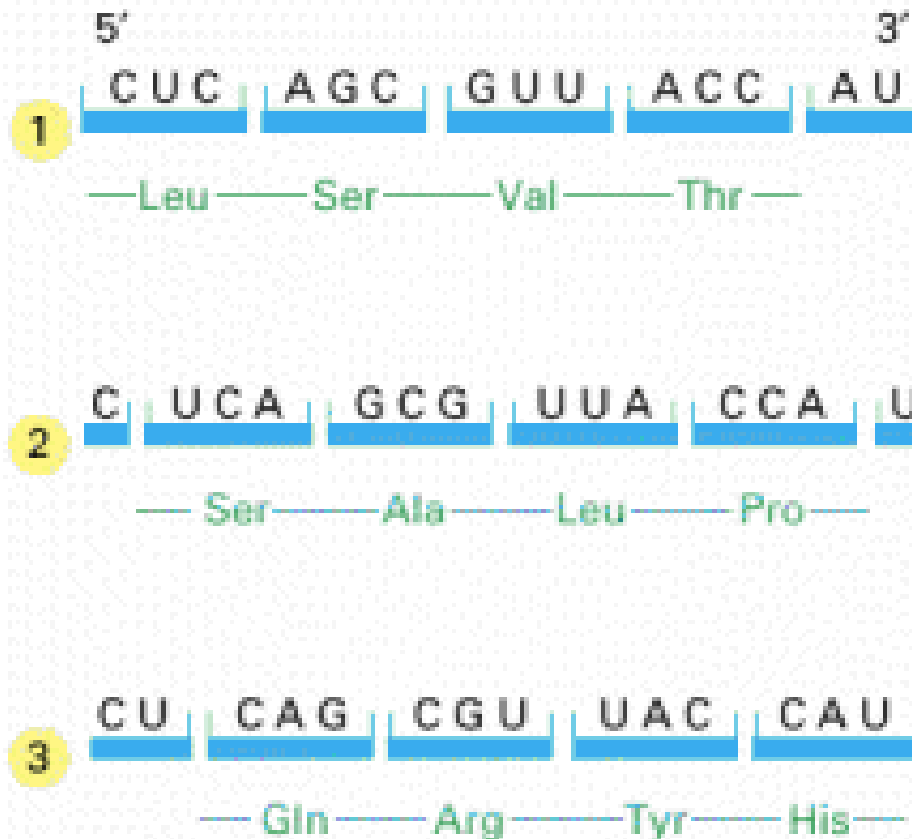 5′ 3′
CUC AGC GUU ACC AU
1
Leu Ser Val Thr
C UCA GCG UUA CCA U
2
Ser Ala Leu Pro
CU CAG CGU UAC CAU
3
Gln Arg Tyr His